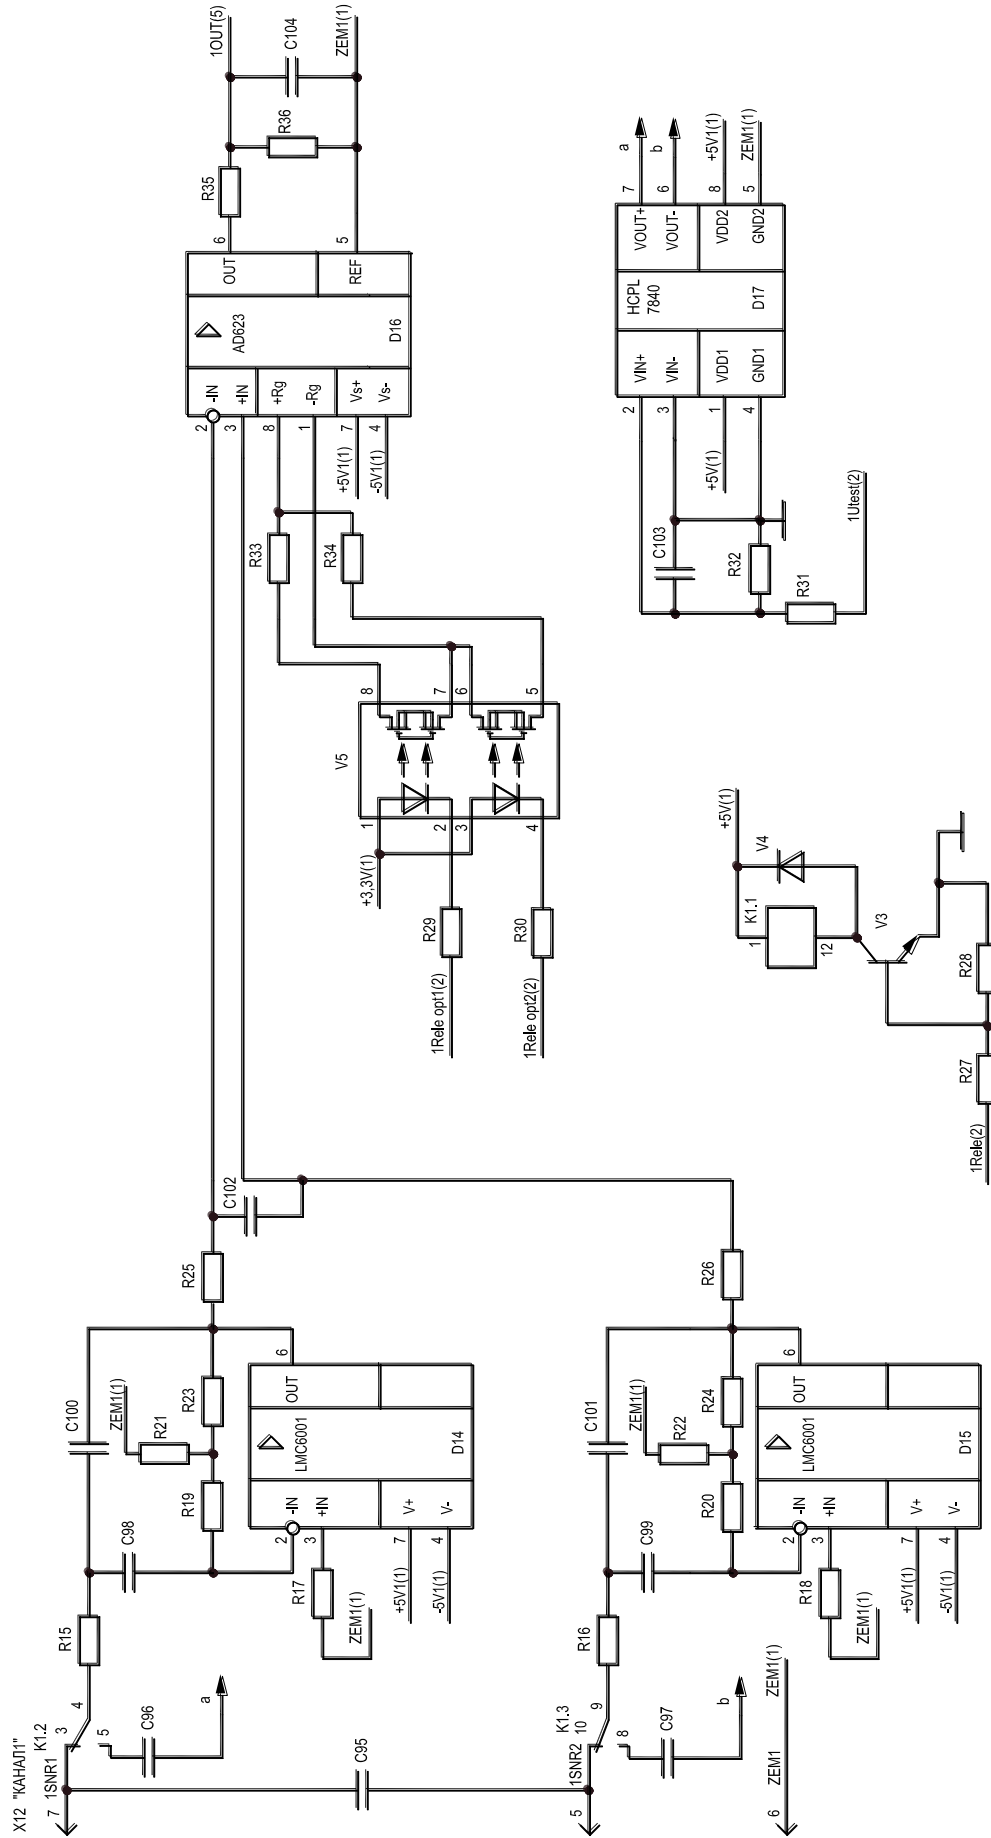 X12 "КАНАЛ1"
7
1SNR1
K1.2
3
4
5
C96
a
R15
C95
5
1SNR2
K1.3
10
9
8
C97
b
R16
6
ZEM1
ZEM1(1)
C98
C100
R19
R21
ZEM1(1)
R23
R25
R17
ZEM1(1)
2
3
7
4
+5V1(1)
-5V1(1)
-IN
+IN
V+
V-
LMC6001
D14
OUT
6
C99
C101
R20
R22
ZEM1(1)
R24
R26
R18
ZEM1(1)
2
3
7
4
+5V1(1)
-5V1(1)
-IN
+IN
V+
V-
LMC6001
D15
OUT
6
C102
1Rele opt1(2)
R29
1Rele opt2(2)
R30
+3,3V(1)
V5
1
2
3
4
8
7
6
5
R33
R34
2
3
8
1
7
4
+5V1(1)
-5V1(1)
-IN
+IN
+Rg
-Rg
Vs+
Vs-
AD623
D16
OUT
REF
6
5
R35
R36
C104
1OUT(5)
ZEM1(1)
1Rele(2)
R27
R28
V3
K1.1
1
12
V4
+5V(1)
1Utest(2)
R31
R32
C103
+5V(1)
2
3
1
4
VIN+
VIN-
VDD1
GND1
HCPL
7840
D17
VOUT+
VOUT-
VDD2
GND2
7
6
8
5
a
b
+5V1(1)
ZEM1(1)